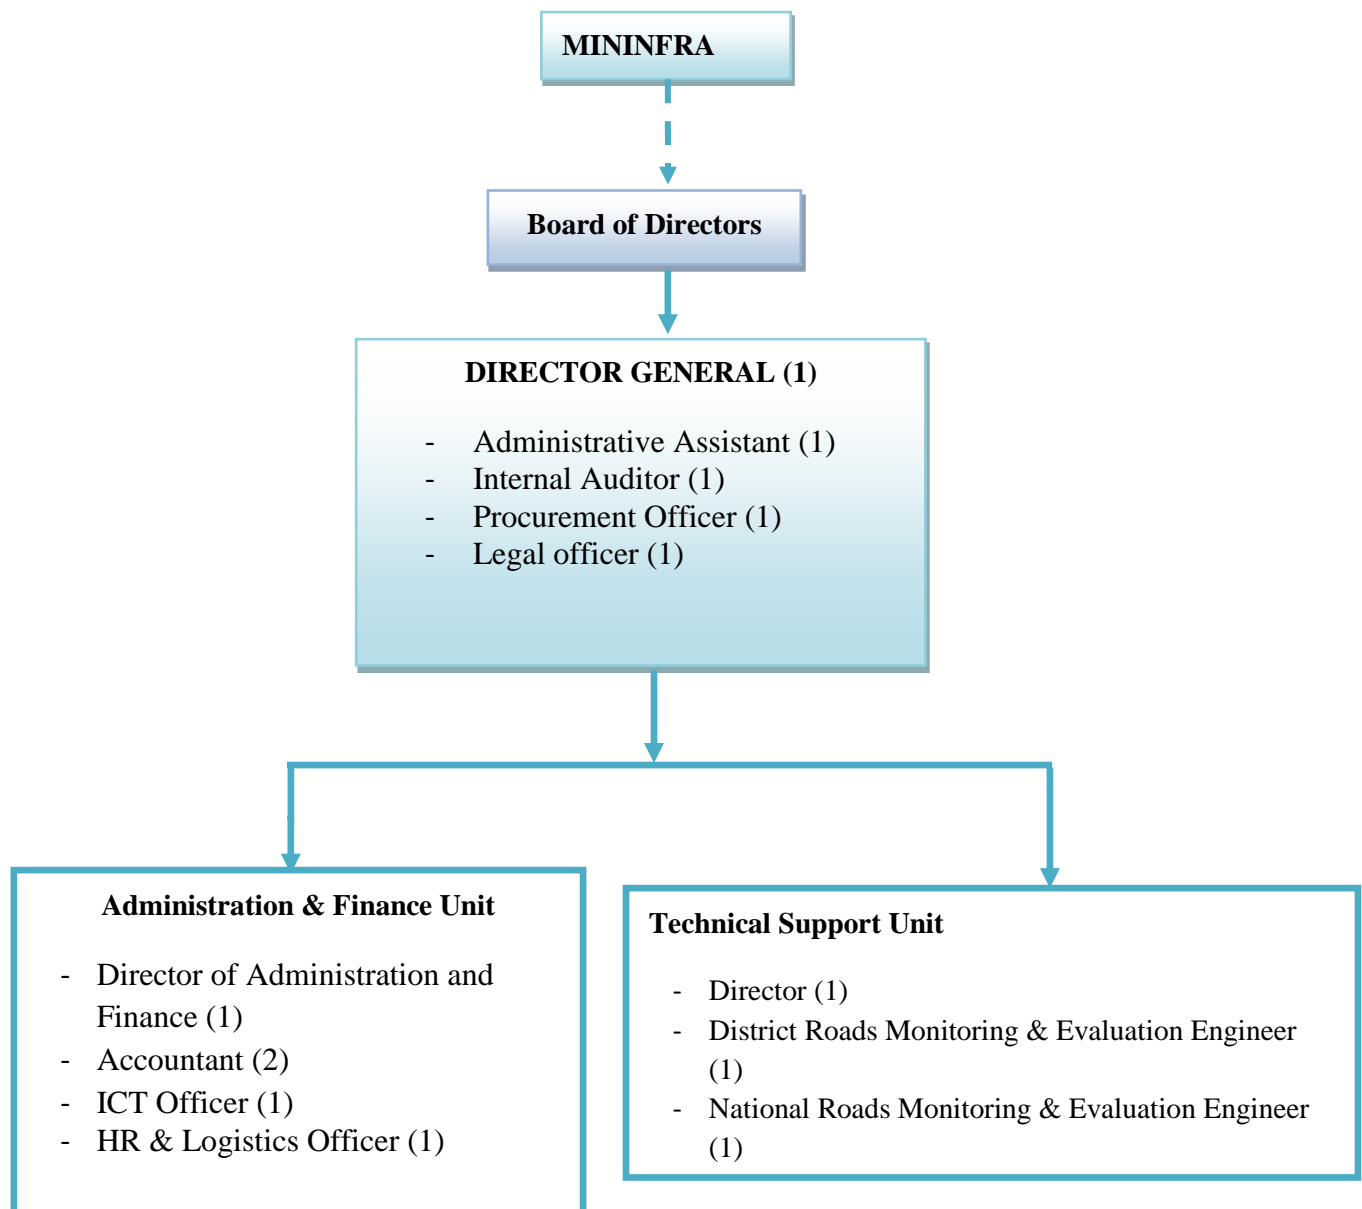 MININFRA
Board of Directors
DIRECTOR GENERAL (1)
- Administrative Assistant (1)
- Internal Auditor (1)
- Procurement Officer (1)
- Legal officer (1)
Administration & Finance Unit
- Director of Administration and
Finance (1)
- Accountant (2)
- ICT Officer (1)
- HR & Logistics Officer (1)
Technical Support Unit
- Director (1)
- District Roads Monitoring & Evaluation Engineer
(1)
- National Roads Monitoring & Evaluation Engineer
(1)